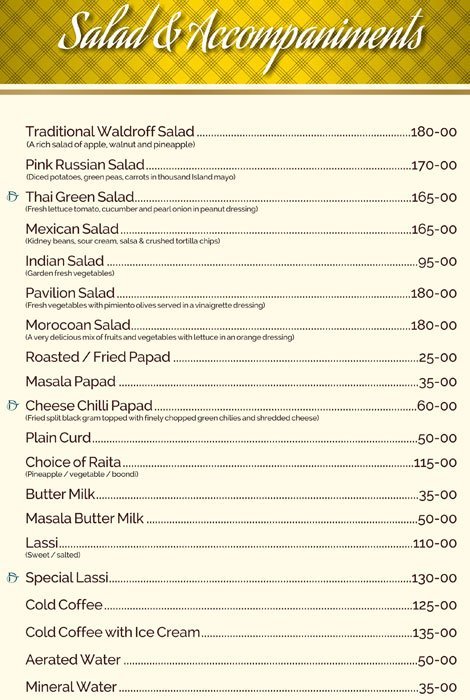 Salad & Accompaniments
Traditional Waldroff Salad ........180-00
(A rich salad of apple, walnut and pineapple)
Pink Russian Salad........170-00
(Diced potatoes, green peas, carrots in thousand Island mayo)
Thai Green Salad........165-00
(Fresh lettuce tomato, cucumber and pearl onion in peanut dressing)
Mexican Salad........165-00
(Kidney beans, sour cream, salsa & crushed tortilla chips)
Indian Salad ........95-00
(Garden fresh vegetables)
Pavilion Salad ........180-00
(Fresh vegetables with pimiento olives served in a vinaigrette dressing)
Morocoan Salad........180-00
(A very delicious mix of fruits and vegetables with lettuce in an orange dressing)
Roasted / Fried Papad ........25-00
Masala Papad ........35-00
Cheese Chilli Papad........60-00
(Fried split black gram topped with finely chopped green chilies and shredded cheese)
Plain Curd........50-00
Choice of Raita........115-00
(Pineapple / vegetable / boondi)
Butter Milk........35-00
Masala Butter Milk ........50-00
Lassi........110-00
(Sweet / salted)
Special Lassi........130-00
Cold Coffee........125-00
Cold Coffee with Ice Cream........135-00
Aerated Water ........50-00
Mineral Water ........35-00